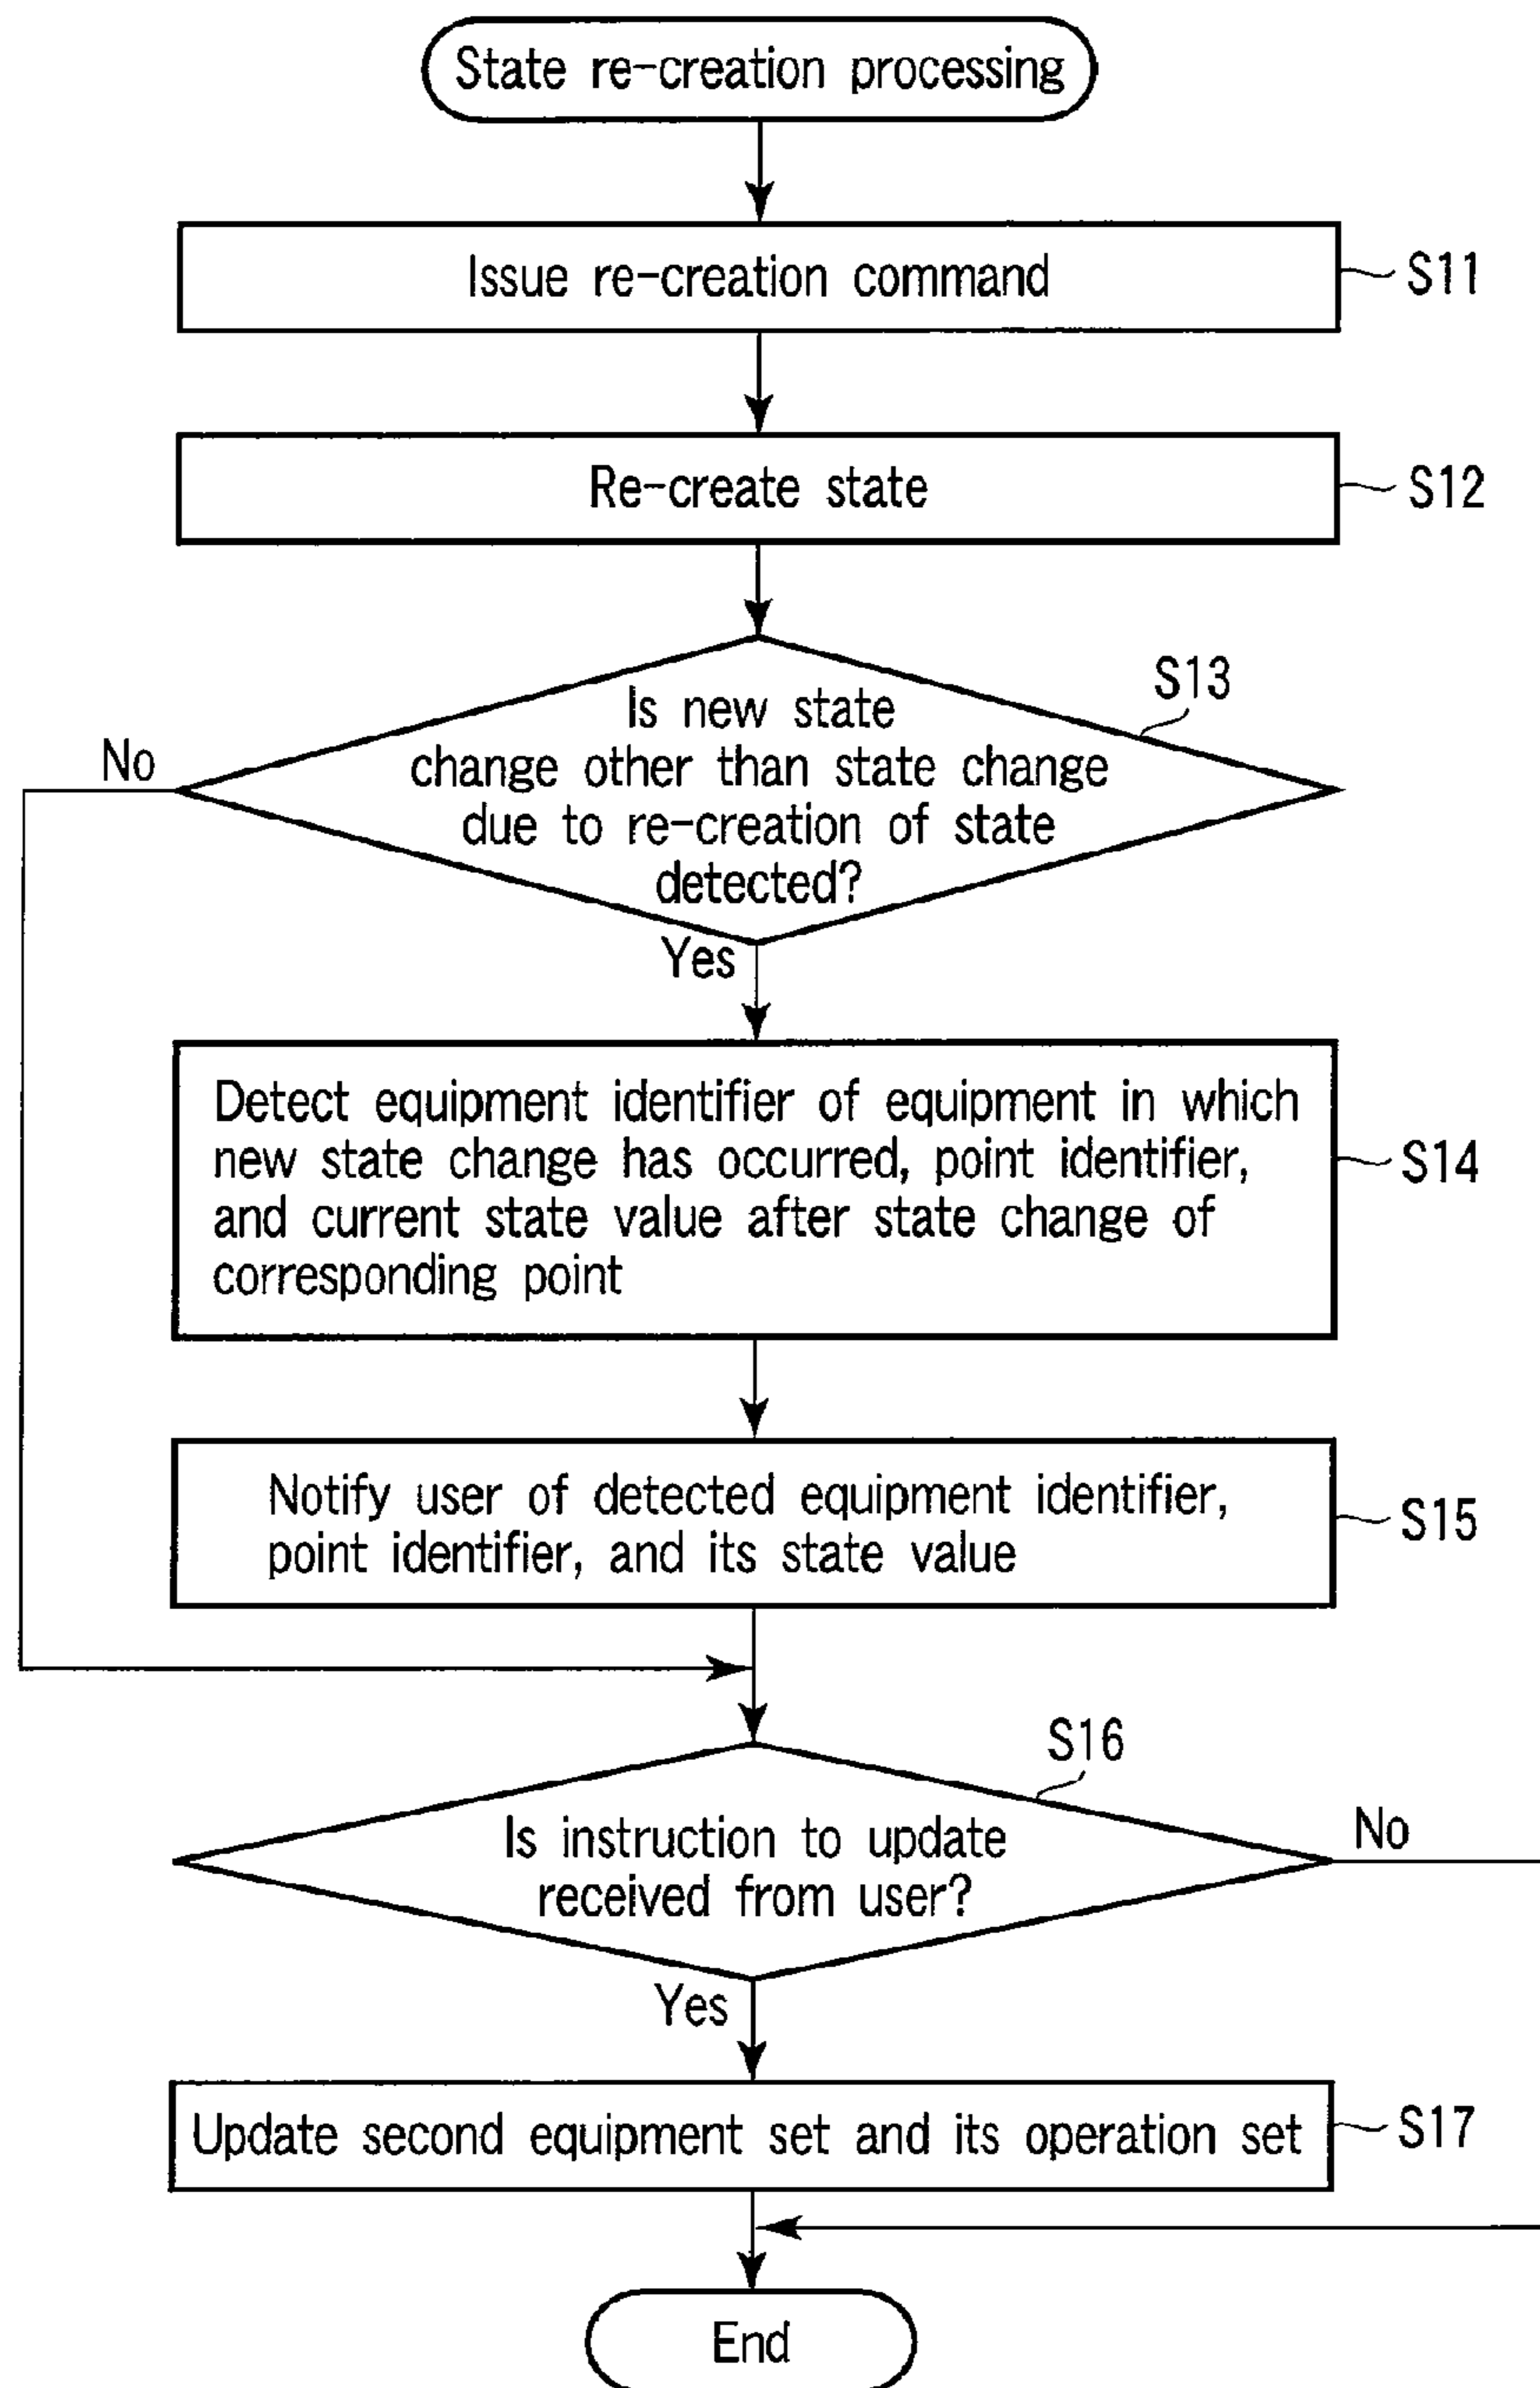 State re-creation processing
Issue re-creation command
S11
Re-create state
S12
S13
Is new state
change other than state change
due to re-creation of state
detected?
No
Yes
Detect equipment identifier of equipment in which
new state change has occurred, point identifier,
and current state value after state change of
corresponding point
S14
Notify user of detected equipment identifier,
point identifier, and its state value
S15
S16
Is instruction to update
received from user?
No
Yes
Update second equipment set and its operation set
S17
End